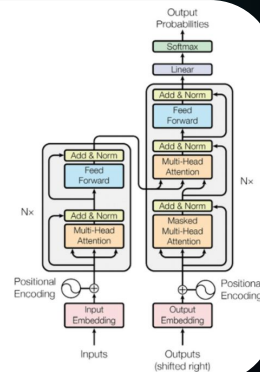 Output
Probabilities
Softmax
Linear
Add & Norm
Feed
Forward
Add & Norm
Multi-Head
Attention
Add & Norm
Masked
Multi-Head
Attention
Nx
Positional
Encoding
Output
Embedding
Outputs
(shifted right)
Add & Norm
Feed
Forward
Add & Norm
Multi-Head
Attention
Nx
Positional
Encoding
Input
Embedding
Inputs